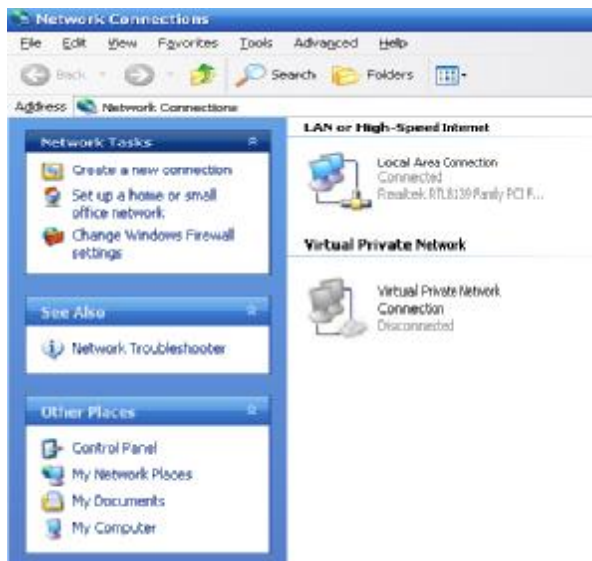 Network Connections
File Edit View Favorites Tools Advanced Help
Back Search Folders
Address Network Connections
Network Tasks
Create a new connection
Set up a home or small
office network
Change Windows Firewall
settings
See Also
Network Troubleshooter
Other Places
Control Panel
My Network Places
My Documents
My Computer
LAN or High-Speed Internet
Local Area Connection
Connected
Realtek RTL8139 Family PCI F...
Virtual Private Network
Virtual Private Network
Connection
Disconnected